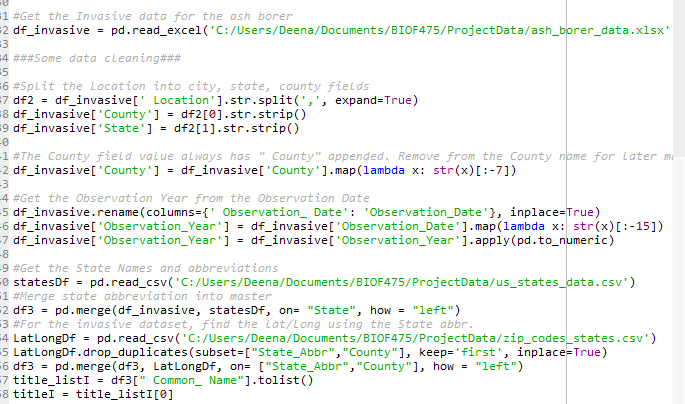 #Get the Invasive data for the ash borer
df_invasive = pd.read_excel('C:/Users/Deena/Documents/BIOF475/ProjectData/ash_borer_data.xlsx'
###Some data cleaning###
#Split the Location into city, state, county fields
df2 = df_invasive[' Location'].str.split(',', expand=True)
df_invasive['County'] = df2[0].str.strip()
df_invasive['State'] = df2[1].str.strip()
#The County field value always has " County" appended. Remove from the County name for later m
df_invasive['County'] = df_invasive['County'].map(lambda x: str(x)[:-7])
#Get the Observation Year from the Observation Date
df_invasive.rename(columns={' Observation_ Date': 'Observation_Date'}, inplace=True)
df_invasive['Observation_Year'] = df_invasive['Observation_Date'].map(lambda x: str(x)[:-15])
df_invasive['Observation_Year'] = df_invasive['Observation_Year'].apply(pd.to_numeric)
#Get the State Names and abbreviations
statesDf = pd.read_csv('C:/Users/Deena/Documents/BIOF475/ProjectData/us_states_data.csv')
#Merge state abbreviation into master
df3 = pd.merge(df_invasive, statesDf, on= "State", how = "left")
#For the invasive dataset, find the lat/Long using the State abbr.
LatLongDf = pd.read_csv('C:/Users/Deena/Documents/BIOF475/ProjectData/zip_codes_states.csv')
LatLongDf.drop_duplicates(subset=["State_Abbr","County"], keep='first', inplace=True)
df3 = pd.merge(df3, LatLongDf, on= ["State_Abbr","County"], how = "left")
title_listI = df3[" Common_ Name"].tolist()
titleI = title_listI[0]